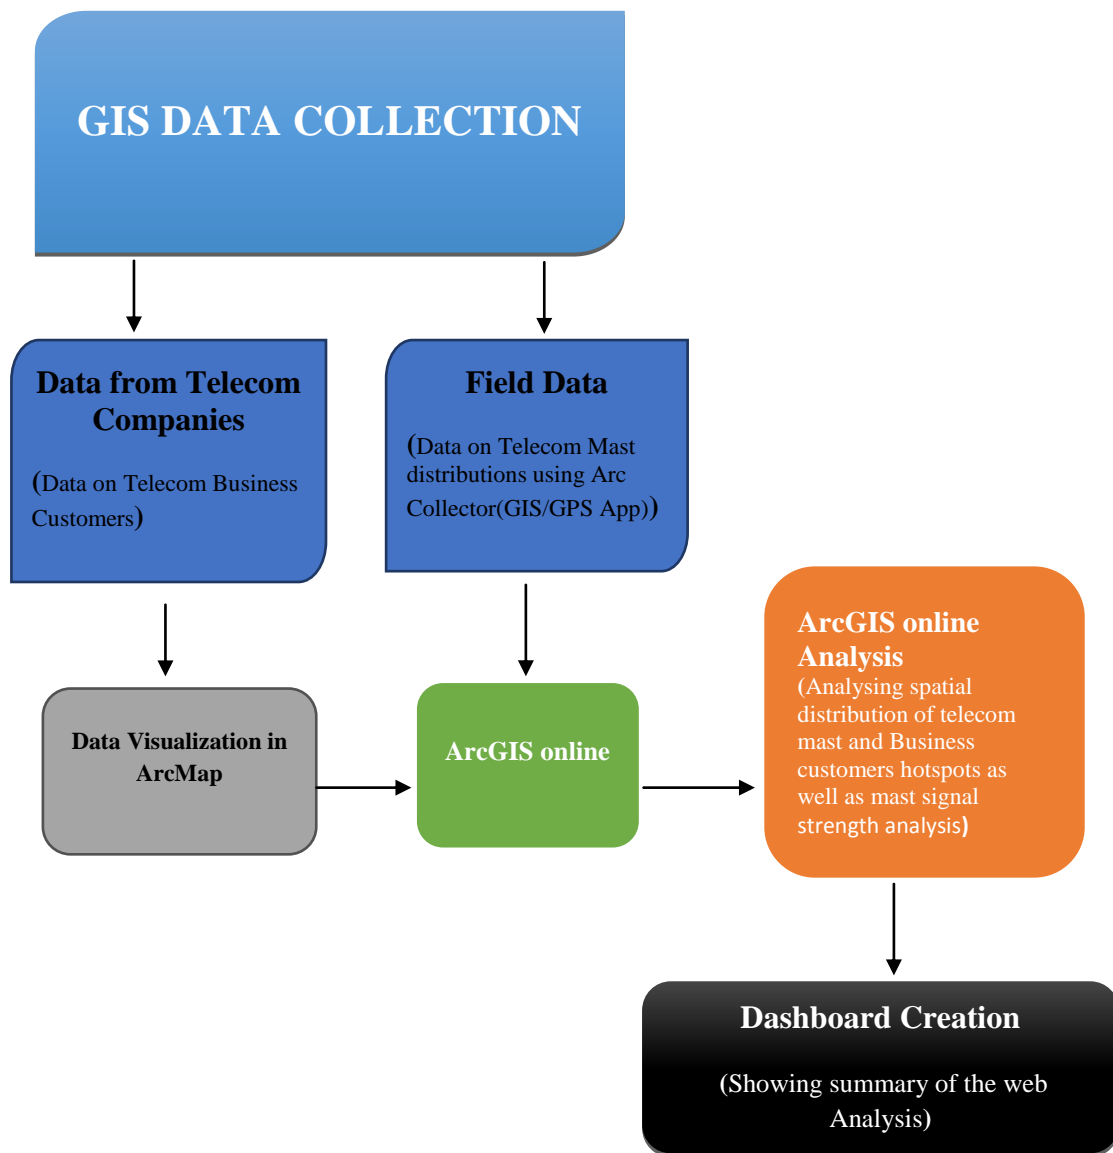 GIS DATA COLLECTION
Data from Telecom
Companies
(Data on Telecom Business
Customers)
Field Data
(Data on Telecom Mast
distributions using Arc
Collector(GIS/GPS App))
Data Visualization in
ArcMap
ArcGIS online
ArcGIS online
Analysis
(Analysing spatial
distribution of telecom
mast and Business
customers hotspots as
well as mast signal
strength analysis)
Dashboard Creation
(Showing summary of the web
Analysis)